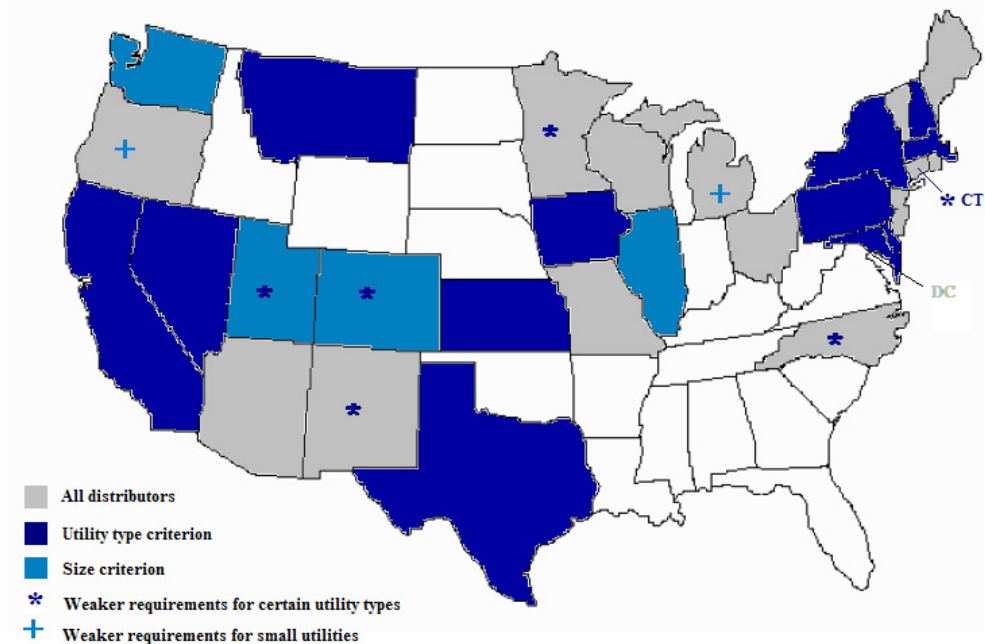 * CT
DC
All distributors
Utility type criterion
Size criterion
* Weaker requirements for certain utility types
+ Weaker requirements for small utilities